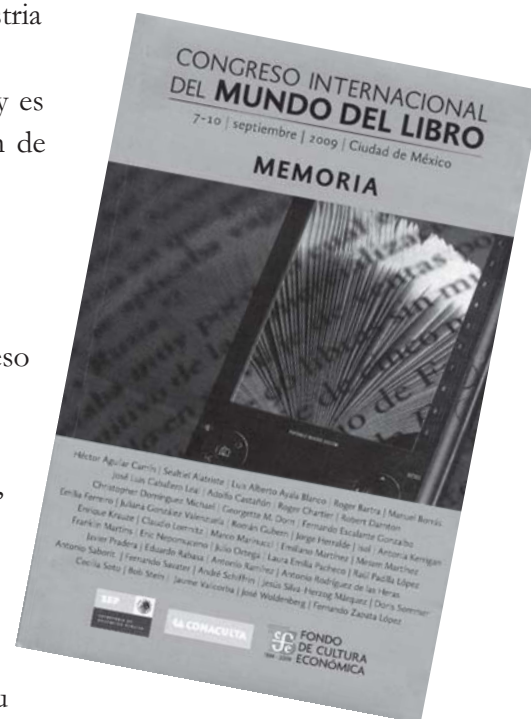 stria
y es
n de
eso
,
u
CONGRESO INTERNACIONAL
DEL MUNDO DEL LIBRO
7-10 | septiembre | 2009 | Ciudad de México
MEMORIA
Héctor Aguilar Camín | Sealtiel Alatriste | Luis Alberto Ayala Blanco | Roger Bartra | Manuel Borrás
José Luis Caballero Leal | Adolfo Castañón | Roger Chartier | Robert Darnton
Christopher Domínguez Michael | Georgette M. Dorn | Fernando Escalante Gonzalbo
Emilia Ferreiro | Juliana González Valenzuela | Román Gubern | Jorge Herralde | Isol | Antonia Kerrigan
Enrique Krauze | Claudio Lomnitz | Marco Marinucci | Emiliano Martínez | Miriam Martínez
Franklin Martins | Eric Nepomuceno | Julio Ortega | Laura Emilia Pacheco | Raúl Padilla López
Javier Pradera | Eduardo Rabasa | Antonio Ramírez | Antonio Rodríguez de las Heras
Antonio Saborit | Fernando Savater | André Schiffrin | Jesús Silva-Herzog Márquez | Doris Sommer
Cecilia Soto | Bob Stein | Jaume Vallcorba | José Woldenberg | Fernando Zapata López
SEP
CONACULTA
FONDO
DE CULTURA
ECONÓMICA